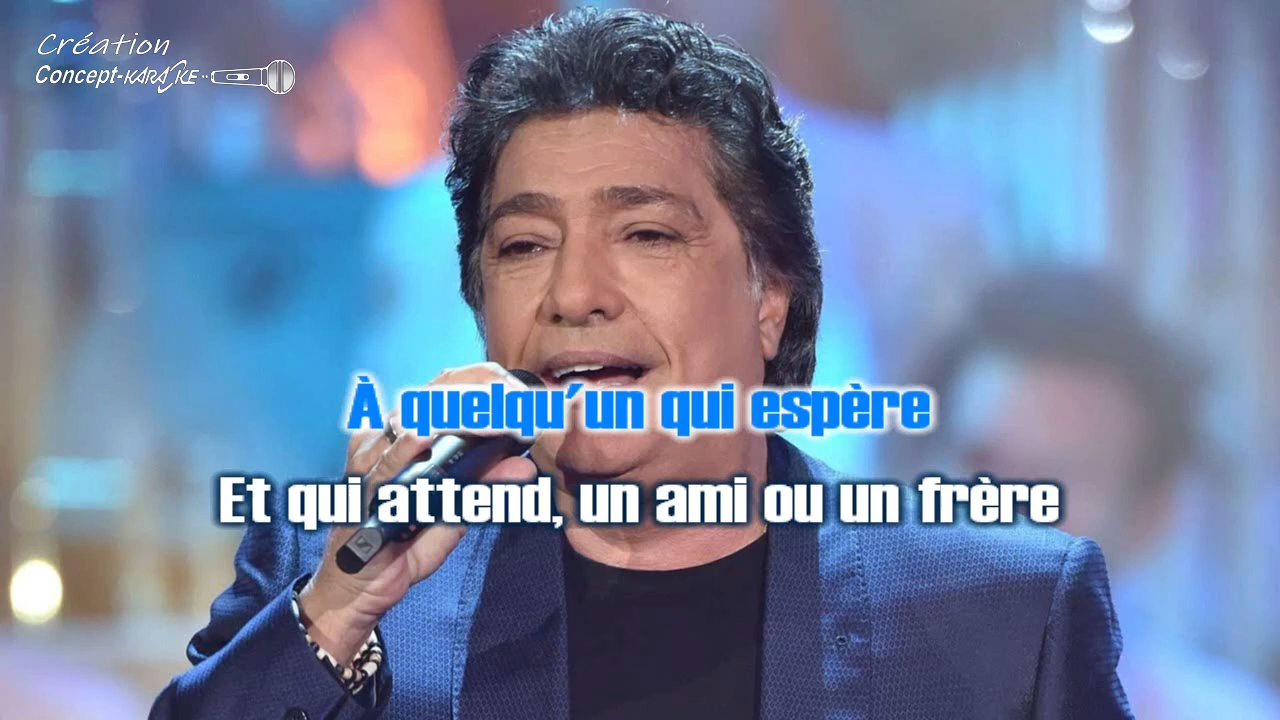 Création
Concept-KARAOKE
À quelqu'un qui espère
Et qui attend, un ami ou un frère